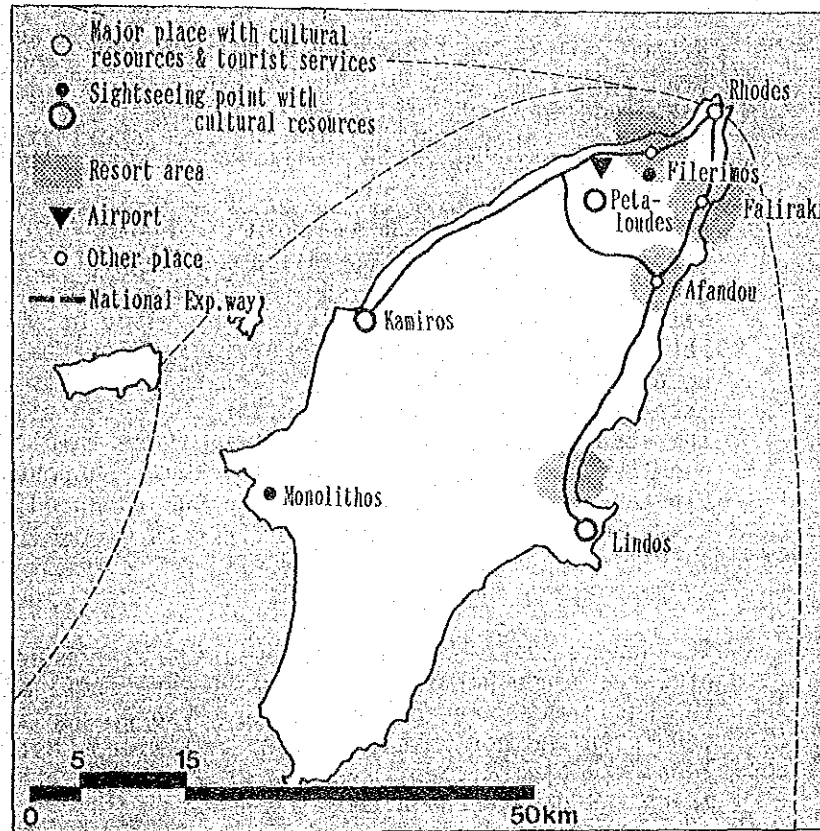 Major place with cultural
resources & tourist services
Sightseeing point with
cultural resources
Resort area
Airport
Other place
National Exp.way
Rhodes
Filerimos
Peta-
loudes
Faliraki
Afandou
Kamiros
Monolithos
Lindos
5 15
0 50km